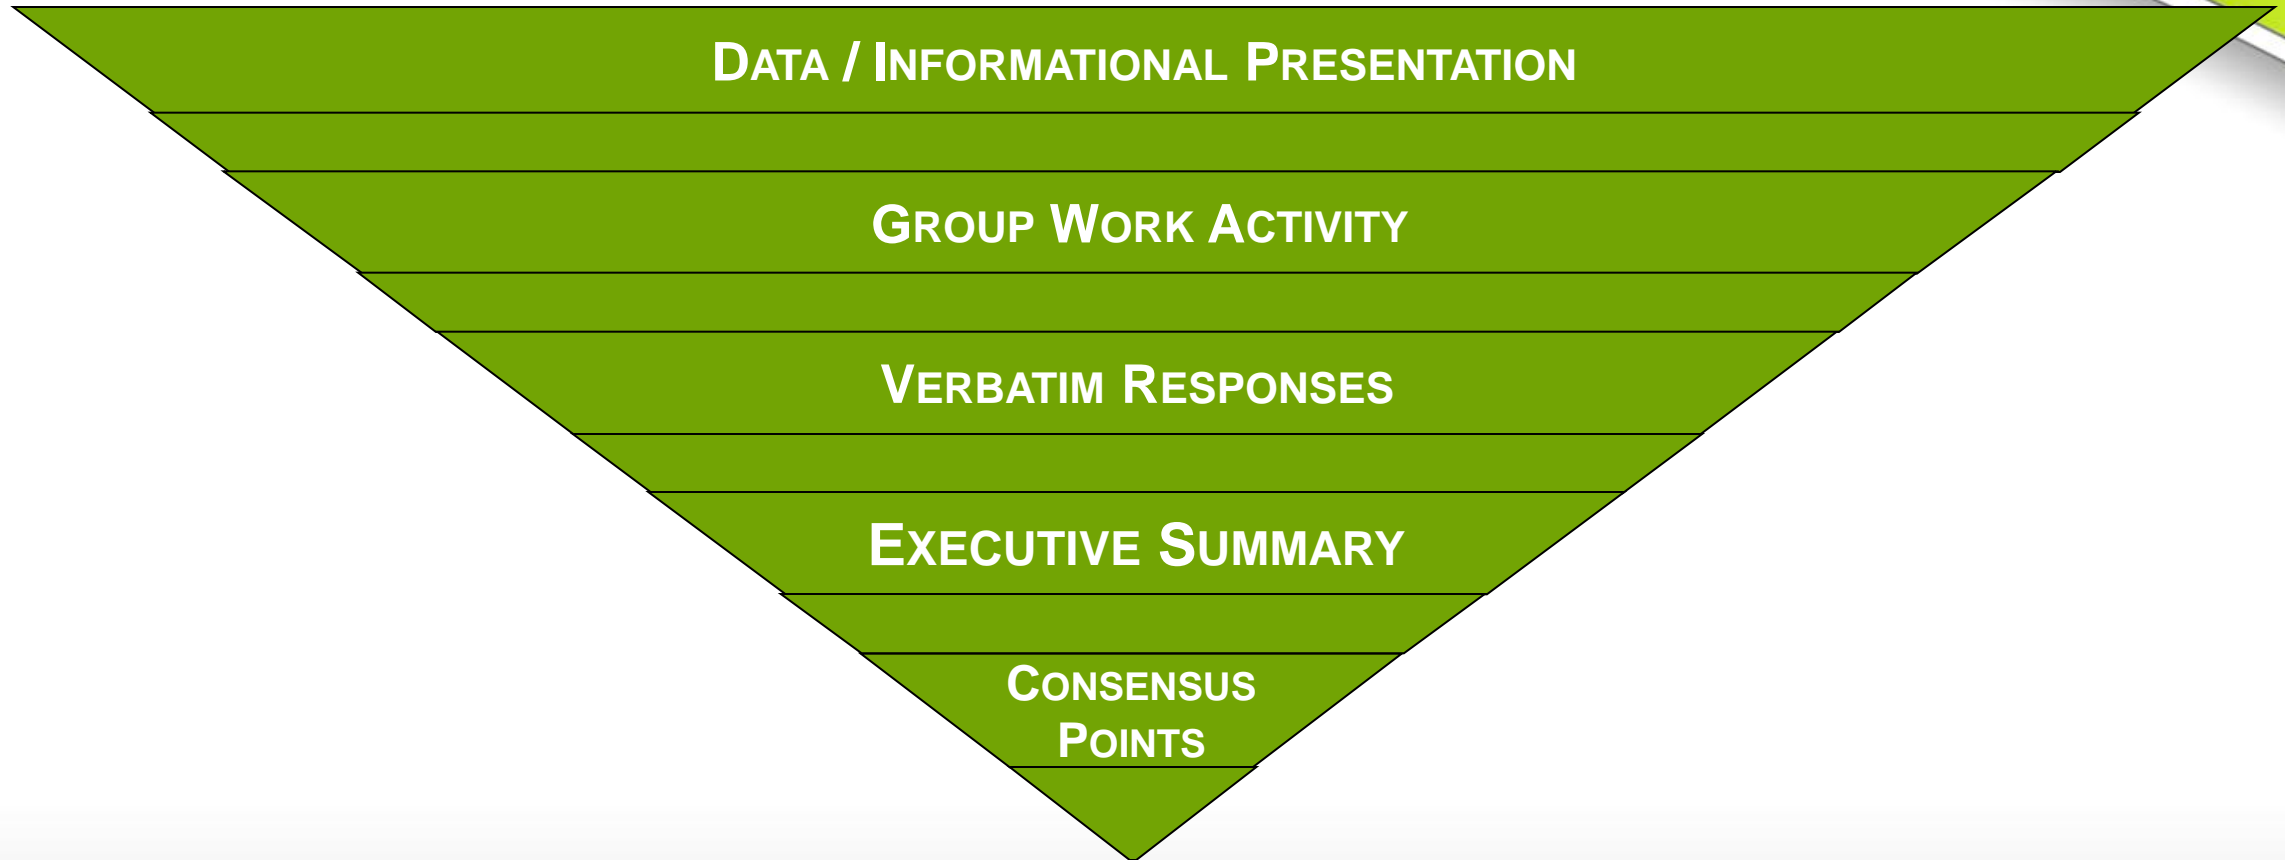 DATA / INFORMATIONAL PRESENTATION
GROUP WORK ACTIVITY
VERBATIM RESPONSES
EXECUTIVE SUMMARY
CONSENSUS
POINTS